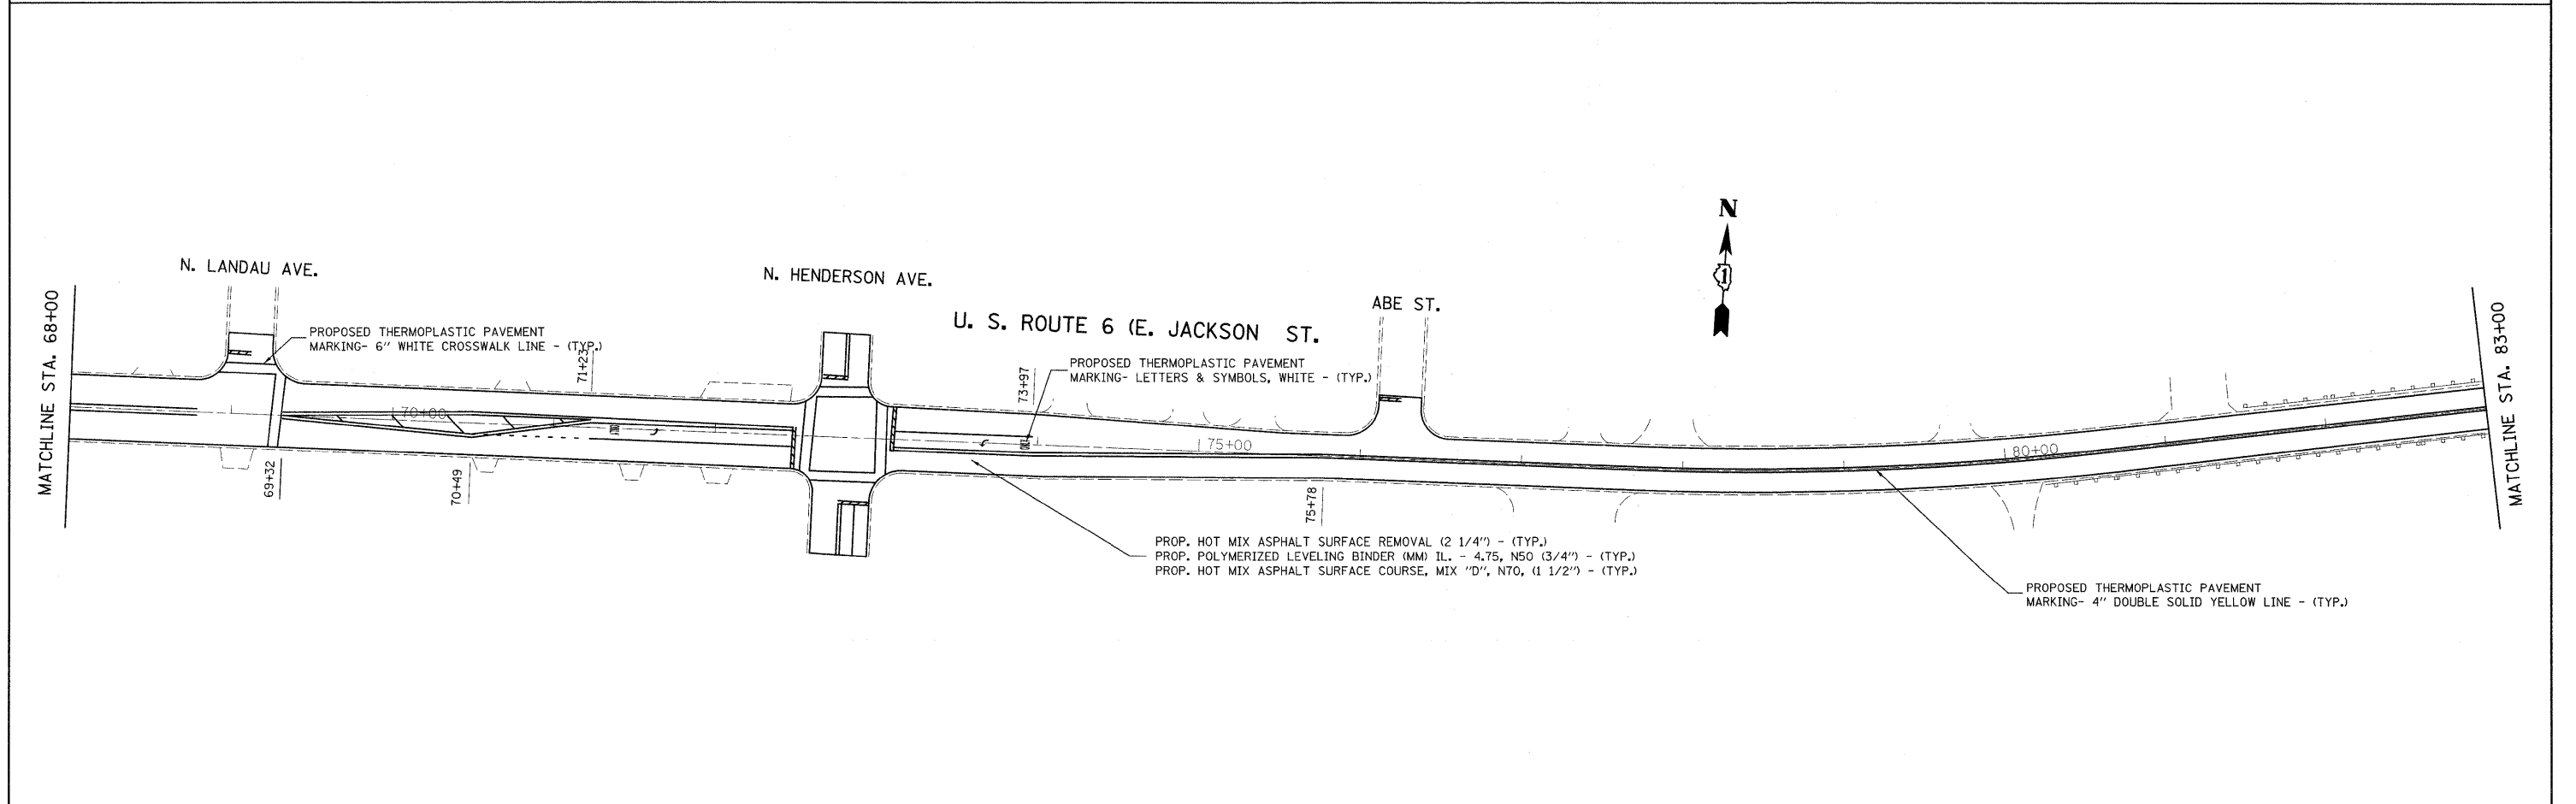 N
1
N. LANDAU AVE.
N. HENDERSON AVE.
ABE ST.
U. S. ROUTE 6 (E. JACKSON ST.
MATCHLINE STA. 68+00
MATCHLINE STA. 83+00
PROPOSED THERMOPLASTIC PAVEMENT
MARKING- 6" WHITE CROSSWALK LINE - (TYP.)
71+23
73+97
PROPOSED THERMOPLASTIC PAVEMENT
MARKING- LETTERS & SYMBOLS, WHITE - (TYP.)
70+00
75+00
80+00
69+32
70+49
75+78
PROP. HOT MIX ASPHALT SURFACE REMOVAL (2 1/4") - (TYP.)
PROP. POLYMERIZED LEVELING BINDER (MM) IL. - 4.75, N50 (3/4") - (TYP.)
PROP. HOT MIX ASPHALT SURFACE COURSE, MIX "D", N70, (1 1/2") - (TYP.)
PROPOSED THERMOPLASTIC PAVEMENT
MARKING- 4" DOUBLE SOLID YELLOW LINE - (TYP.)